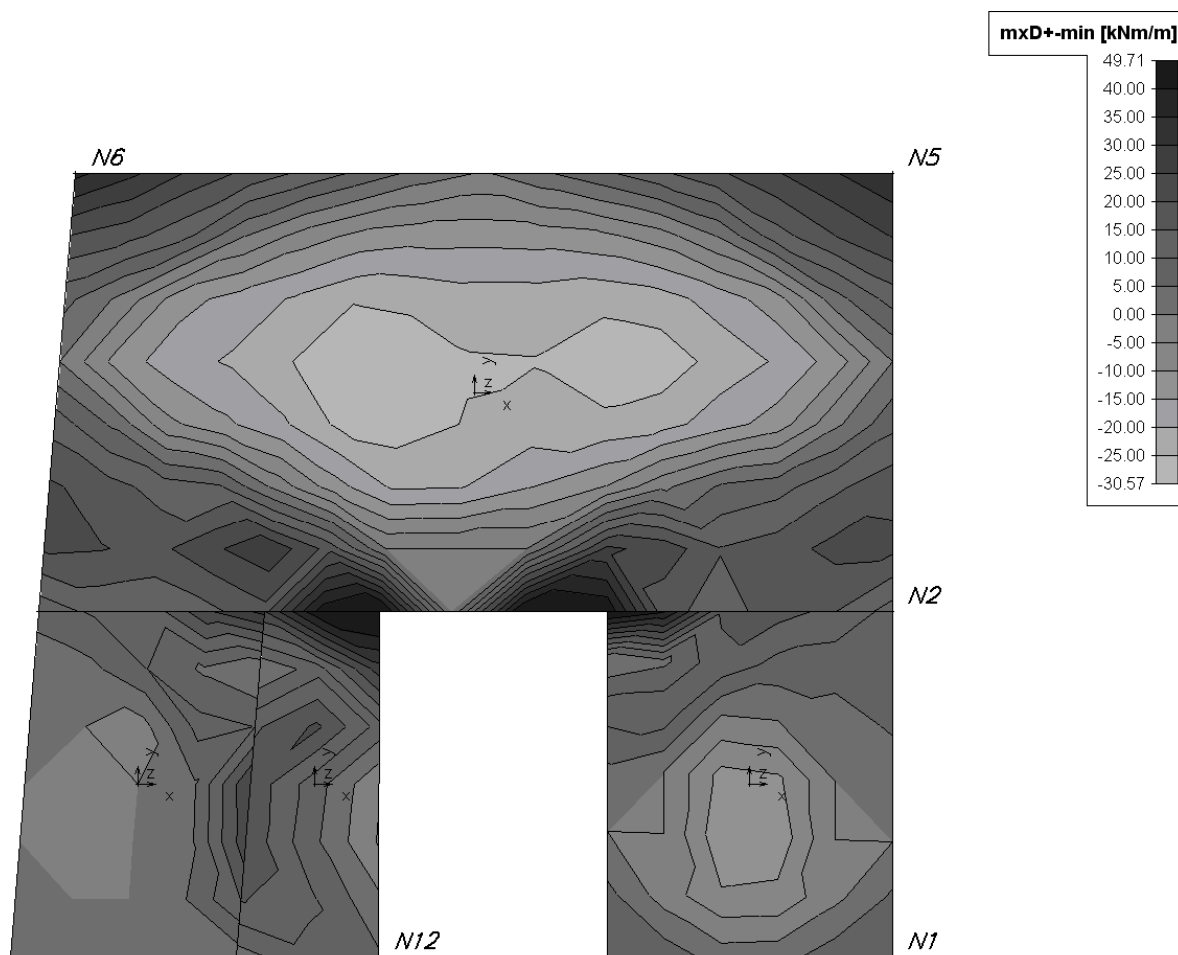 mxD+-min [kNm/m]
49.71
40.00
35.00
30.00
25.00
20.00
15.00
10.00
5.00
0.00
-5.00
-10.00
-15.00
-20.00
-25.00
-30.57
N6
N5
y
z
x
N2
y
z
x
y
z
x
y
z
x
N12
N1